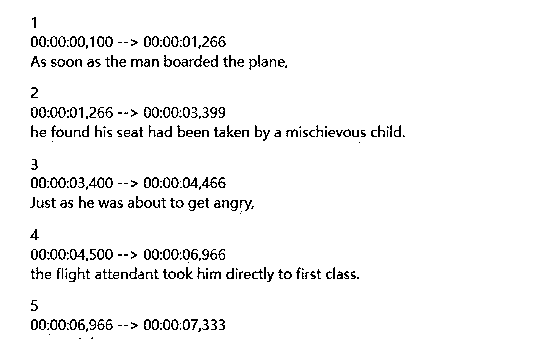 1
00:00:00,100 --> 00:00:01,266
As soon as the man boarded the plane,
2
00:00:01,266 --> 00:00:03,399
he found his seat had been taken by a mischievous child.
3
00:00:03,400 --> 00:00:04,466
Just as he was about to get angry,
4
00:00:04,500 --> 00:00:06,966
the flight attendant took him directly to first class.
5
00:00:06,966 --> 00:00:07,333